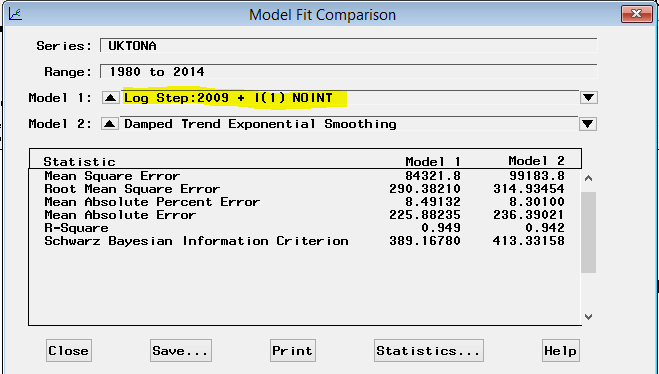 Model Fit Comparison
Series: UKTONA
Range: 1980 to 2014
Model 1: Log Step:2009 + I(1) NOINT
Model 2: Damped Trend Exponential Smoothing
Statistic Model 1 Model 2
Mean Square Error 84321.8 99183.8
Root Mean Square Error 290.38210 314.93454
Mean Absolute Percent Error 8.49132 8.30100
Mean Absolute Error 225.88235 236.39021
R-Square 0.949 0.942
Schwarz Bayesian Information Criterion 389.16780 413.33158
Close Save... Print Statistics... Help